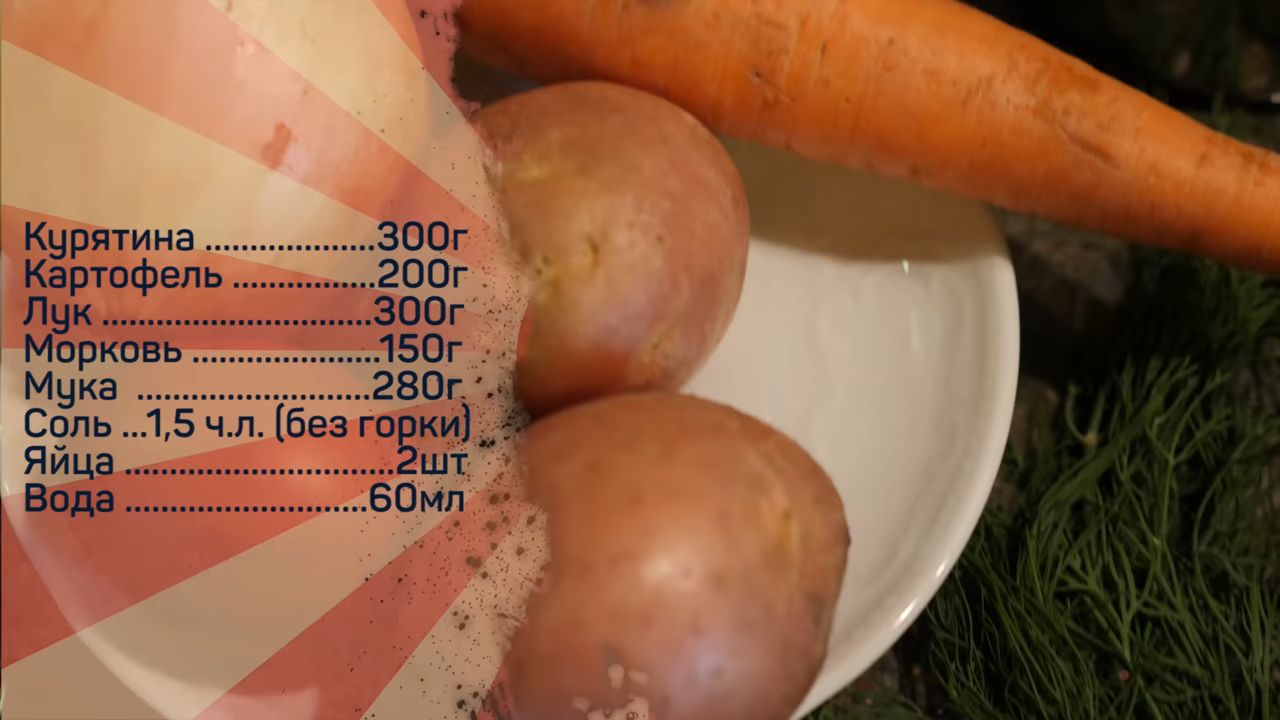 Курятина ...................300г
Картофель ................200г
Лук ..............................300г
Морковь .....................150г
Мука ..........................280г
Соль ...1,5 ч.л. (без горки)
Яйца ..............................2шт
Вода ...........................60мл